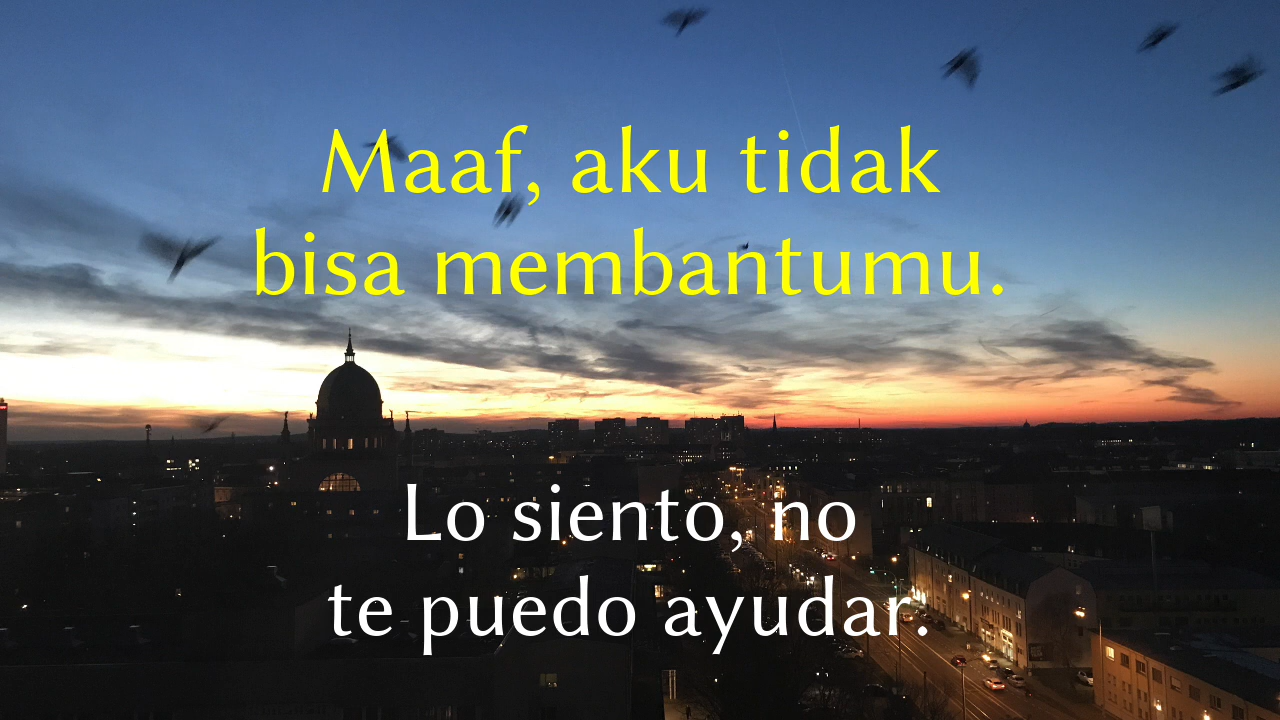 Maaf, aku tidak
bisa membantumu.
Lo siento, no
te puedo ayudar.